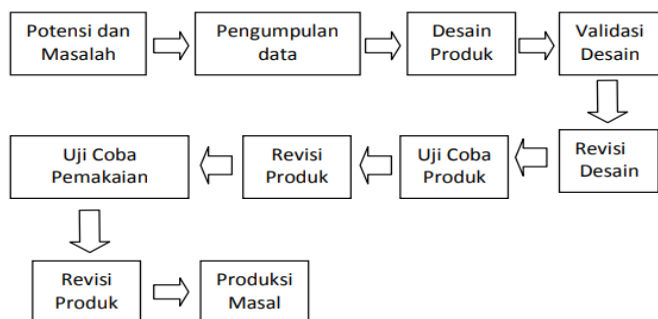 Potensi dan
Masalah
Pengumpulan
data
Desain
Produk
Validasi
Desain
Revisi
Desain
Uji Coba
Produk
Revisi
Produk
Uji Coba
Pemakaian
Revisi
Produk
Produksi
Masal